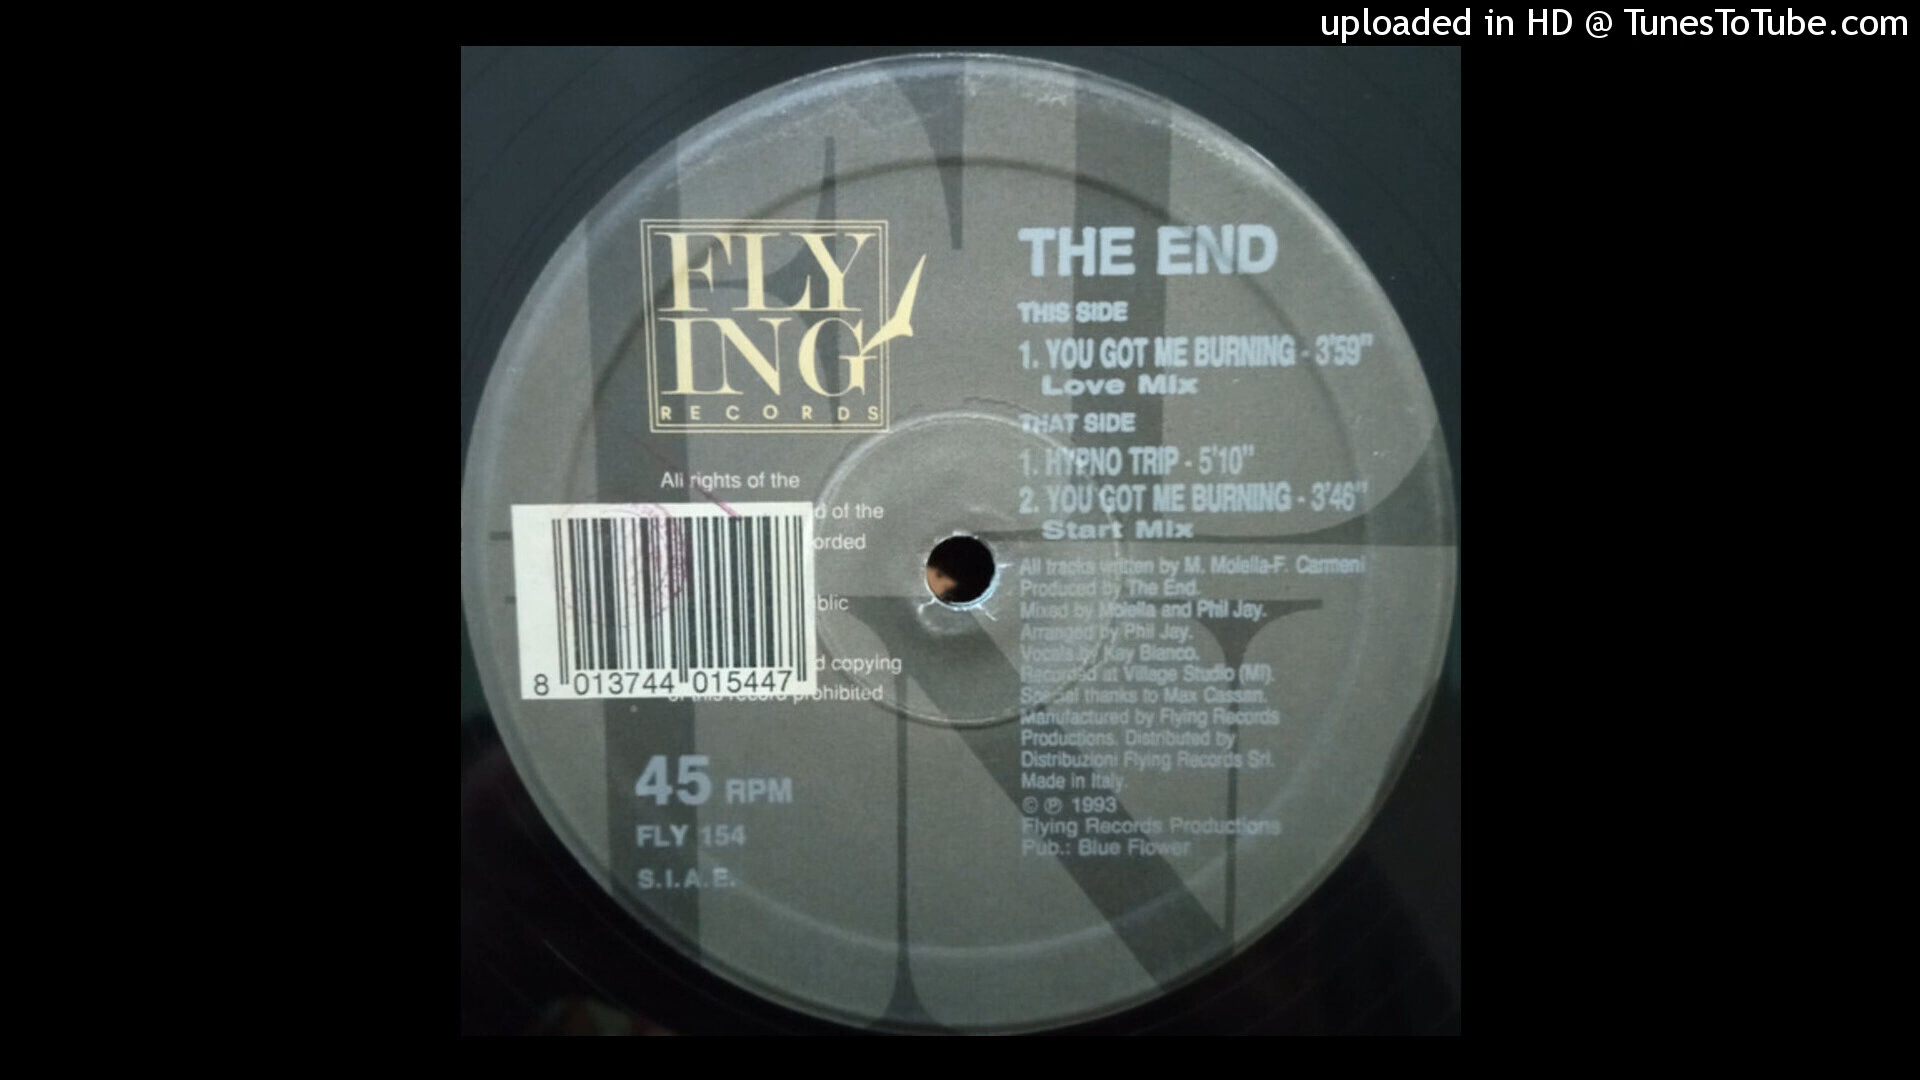 uploaded in HD @ TunesToTube.com
FLY
ING
RECORDS
All rights of the
d of the
orded
blic
d copying
of this record prohibited
8 013744 015447
45 RPM
FLY 154
S.I.A.E.
THE END
THIS SIDE
1. YOU GOT ME BURNING - 3'59"
Love Mix
THAT SIDE
1. HYPNO TRIP - 5'10"
2. YOU GOT ME BURNING - 3'46"
Start Mix
All tracks written by M. Molella-F. Carmeni
Produced by The End.
Mixed by Molella and Phil Jay.
Arranged by Phil Jay.
Vocals by Kay Bianco.
Recorded at Village Studio (MI).
Special thanks to Max Cassan.
Manufactured by Flying Records
Productions. Distributed by
Distribuzioni Flying Records Srl.
Made in Italy.
© ℗ 1993
Flying Records Productions
Pub.: Blue Flower